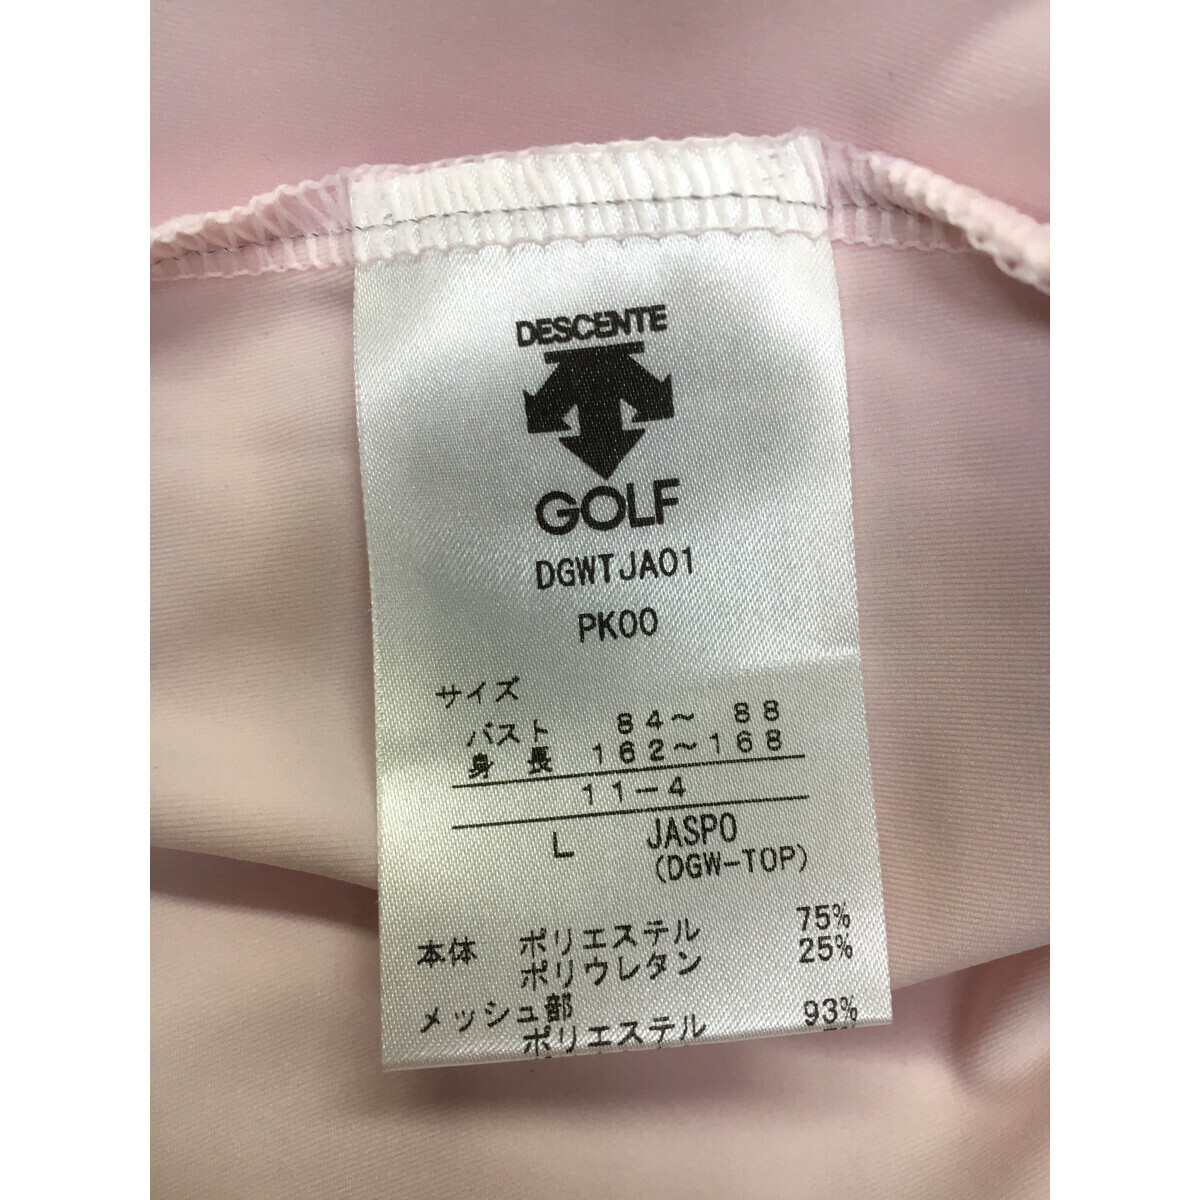 DESCENTE
GOLF
DGWTJA01
PK00
サイズ
バスト 84〜 88
身 長 162〜168
11-4
L JASPO
(DGW-TOP)
本体 ポリエステル 75%
ポリウレタン 25%
メッシュ部
ポリエステル 93%